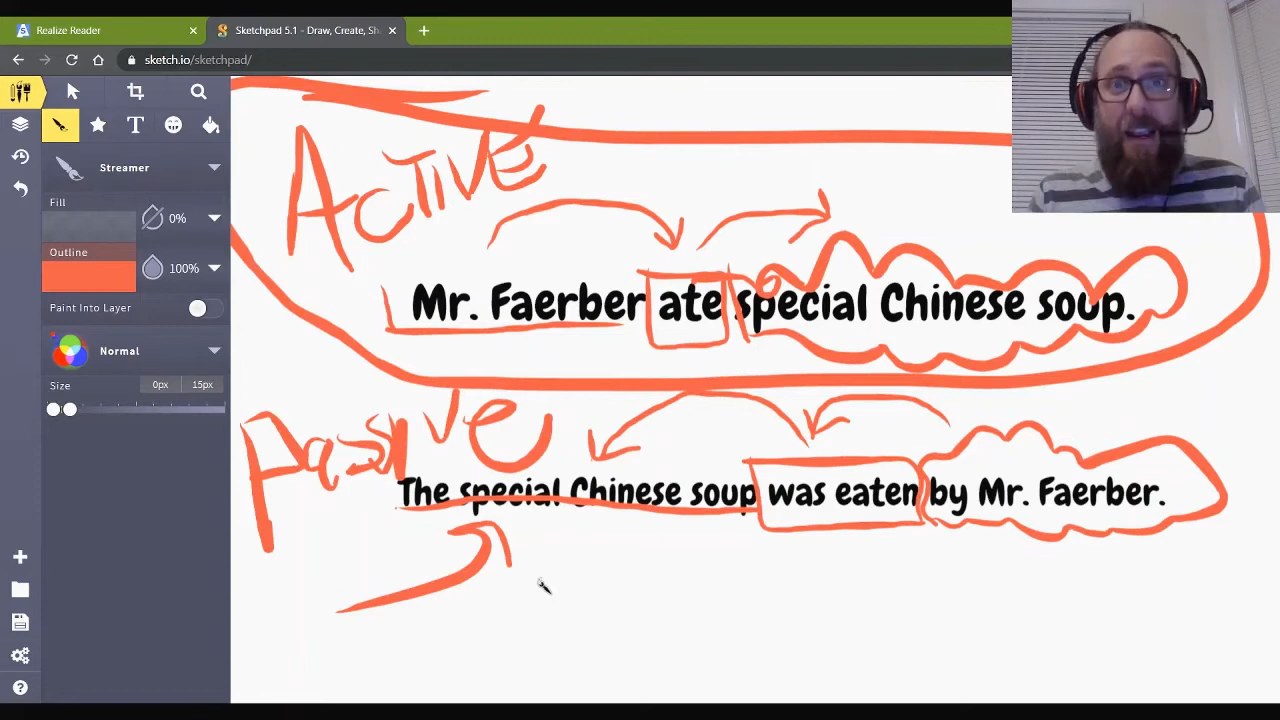 Realize Reader
Sketchpad 5.1 - Draw, Create, Sh
sketch.io/sketchpad/
Streamer
Fill
0%
Outline
100%
Paint Into Layer
Normal
Size
0px 15px
ACTIVE
Mr. Faerber ate special Chinese soup.
Passive
The special Chinese soup was eaten by Mr. Faerber.